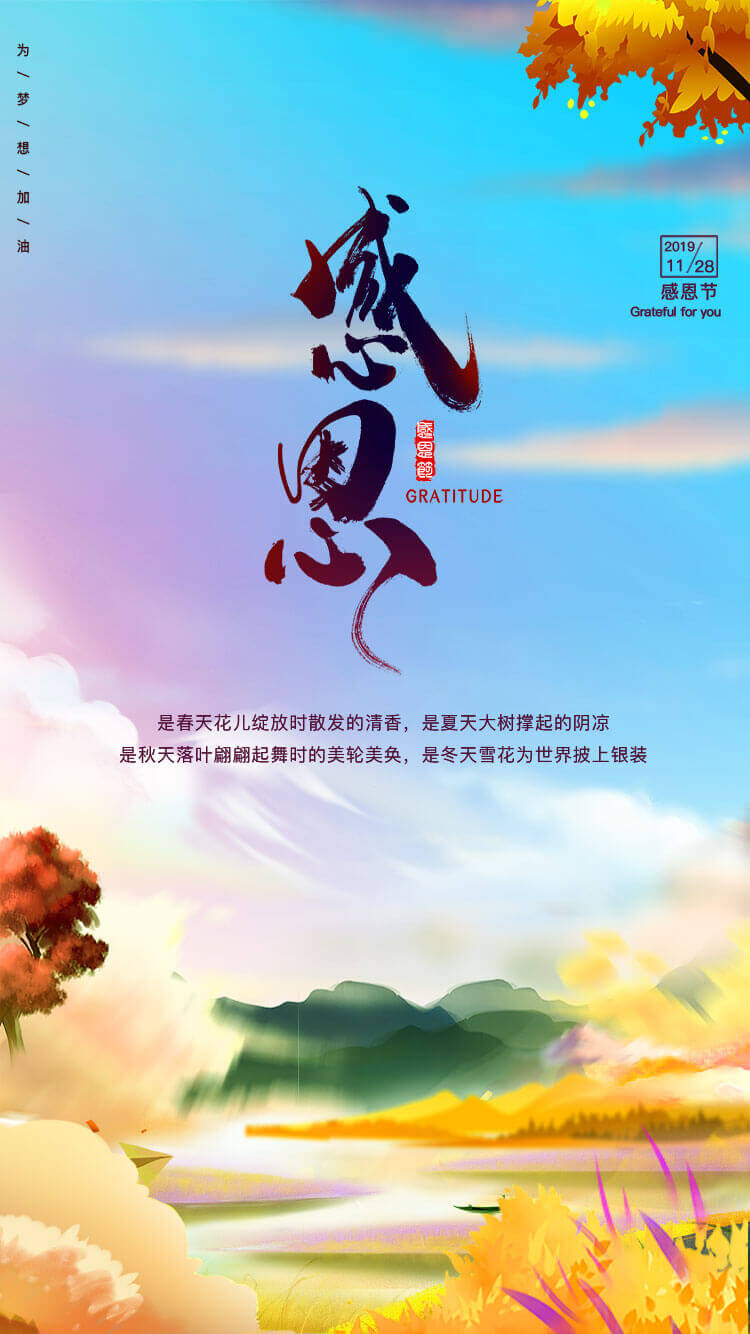 为/梦/想/加/油
2019/
11/28
感恩节
Grateful for you
感恩
感恩節
GRATITUDE
是春天花儿绽放时散发的清香，是夏天大树撑起的阴凉
是秋天落叶翩翩起舞时的美轮美奂，是冬天雪花为世界披上银装